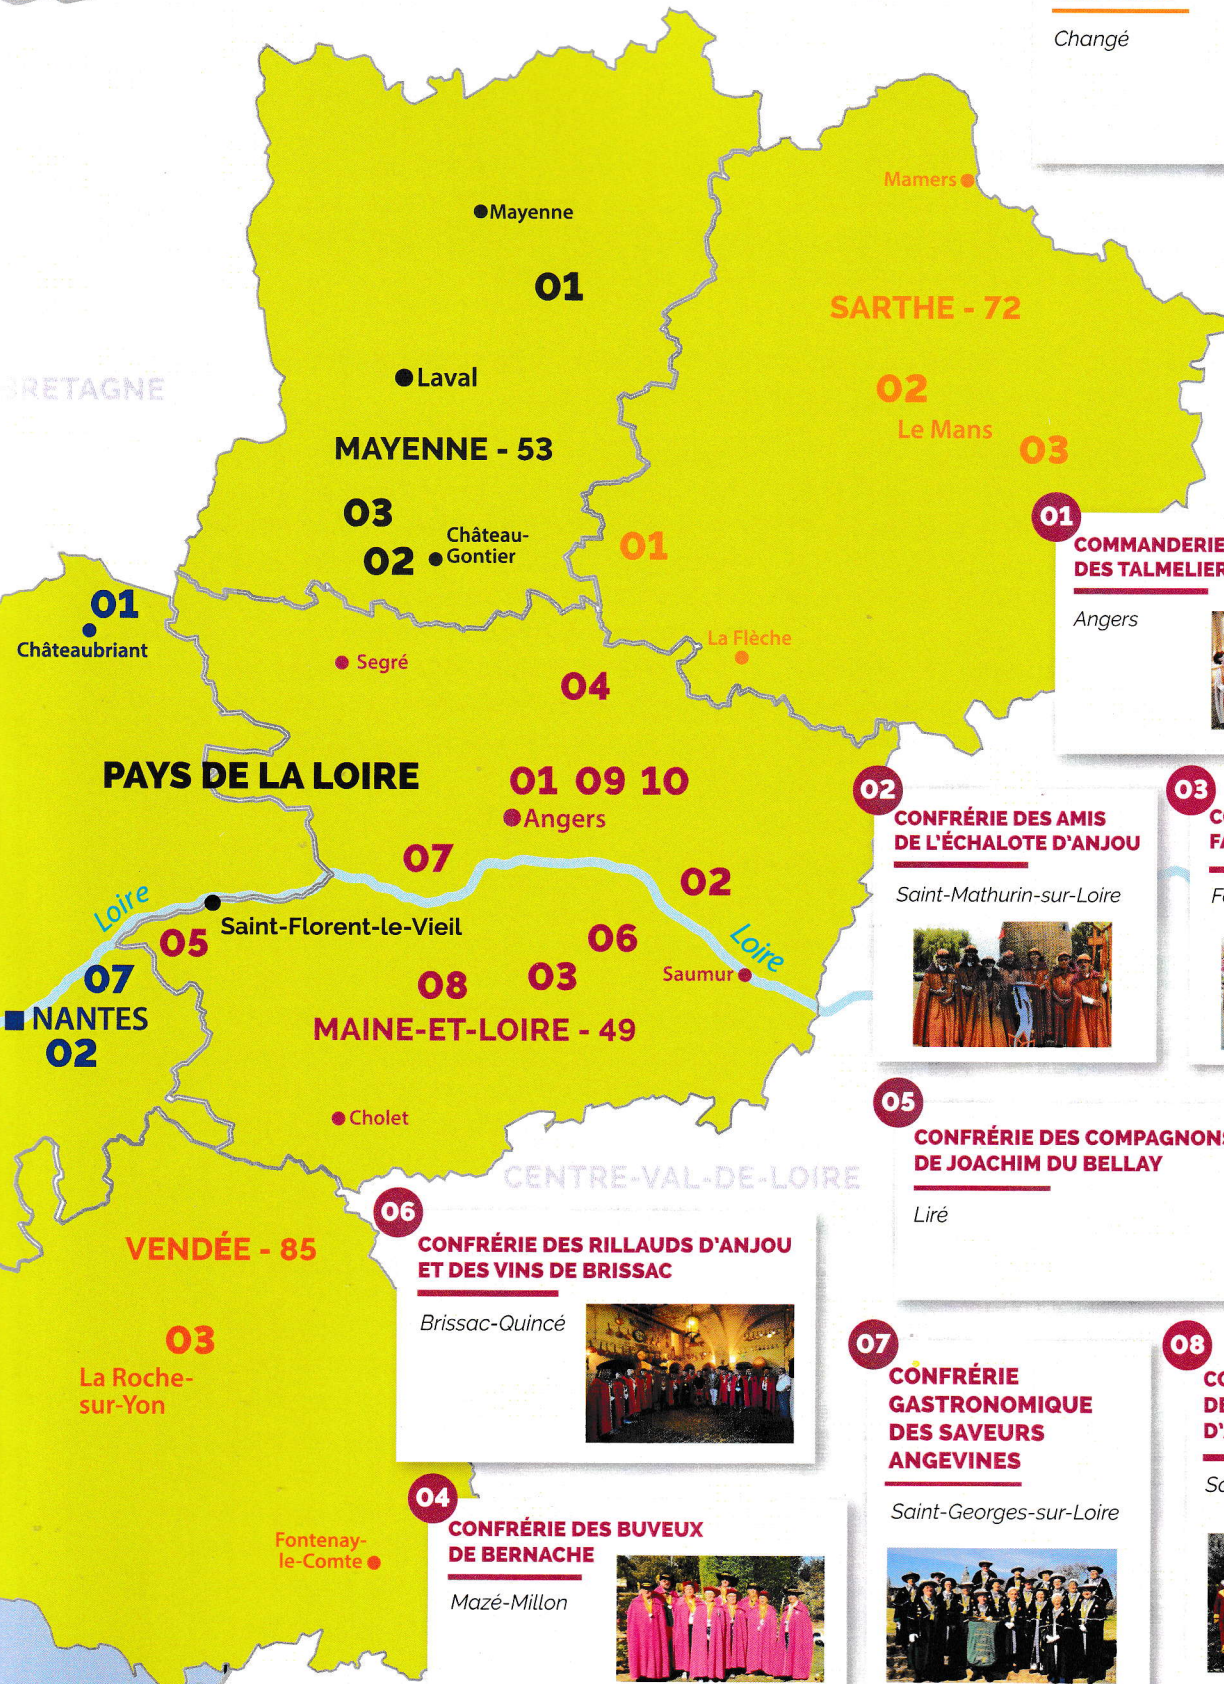 Changé
Mamers
Mayenne
01
SARTHE - 72
BRETAGNE
Laval
02
Le Mans
03
MAYENNE - 53
03
Château-
Gontier
02
01
01
COMMANDERIE
DES TALMELIER
Angers
01
Châteaubriant
Segré
La Flèche
04
PAYS DE LA LOIRE
01 09 10
Angers
07
02
02
CONFRÉRIE DES AMIS
DE L'ÉCHALOTE D'ANJOU
Saint-Mathurin-sur-Loire
03
Loire
Saint-Florent-le-Vieil
05
06
Loire
07
08
03
Saumur
NANTES
02
MAINE-ET-LOIRE - 49
Cholet
05
CONFRÉRIE DES COMPAGNONS
DE JOACHIM DU BELLAY
Liré
CENTRE-VAL-DE-LOIRE
06
CONFRÉRIE DES RILLAUDS D'ANJOU
ET DES VINS DE BRISSAC
Brissac-Quincé
VENDÉE - 85
03
La Roche-
sur-Yon
07
CONFRÉRIE
GASTRONOMIQUE
DES SAVEURS
ANGEVINES
Saint-Georges-sur-Loire
08
04
CONFRÉRIE DES BUVEUX
DE BERNACHE
Mazé-Millon
Fontenay-
le-Comte